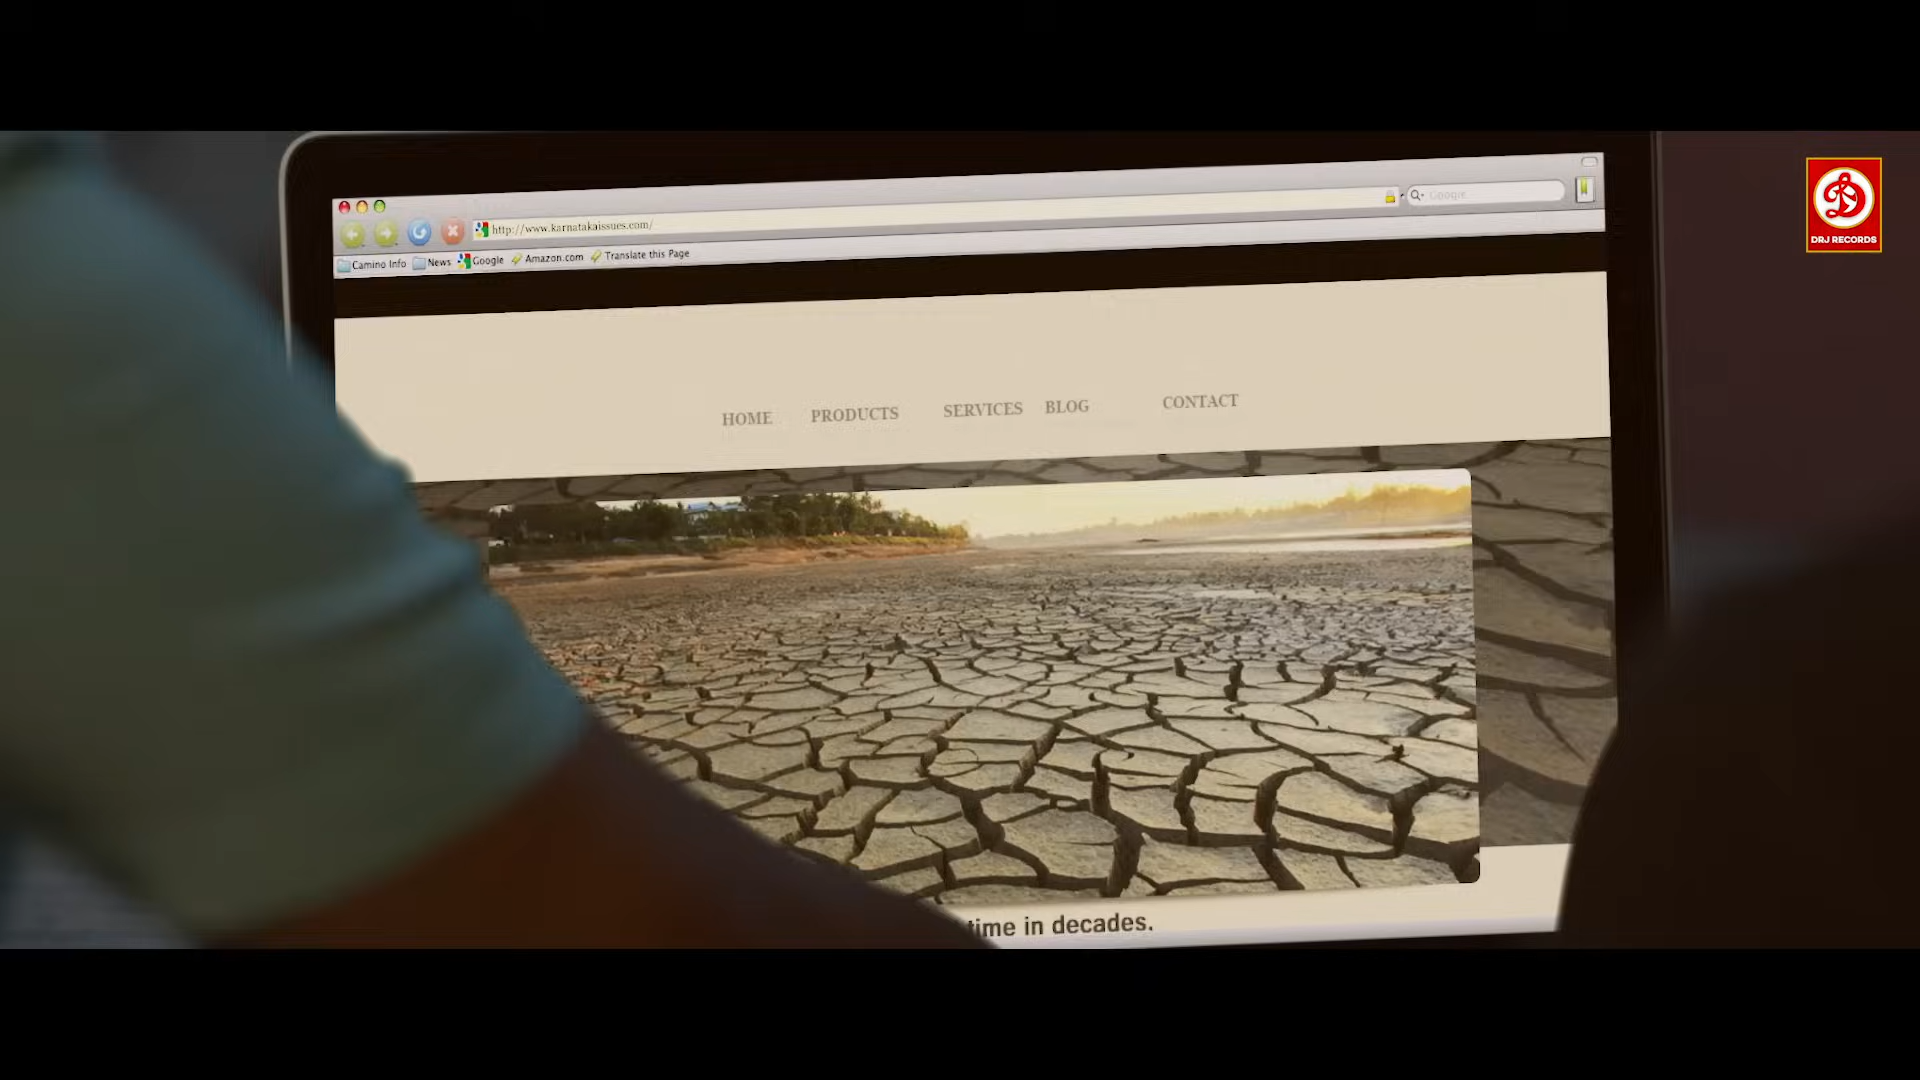 http://www.karnatakaissues.com/
Google
Camino Info News Google Amazon.com Translate this Page
DRJ RECORDS
HOME PRODUCTS SERVICES BLOG CONTACT
time in decades.